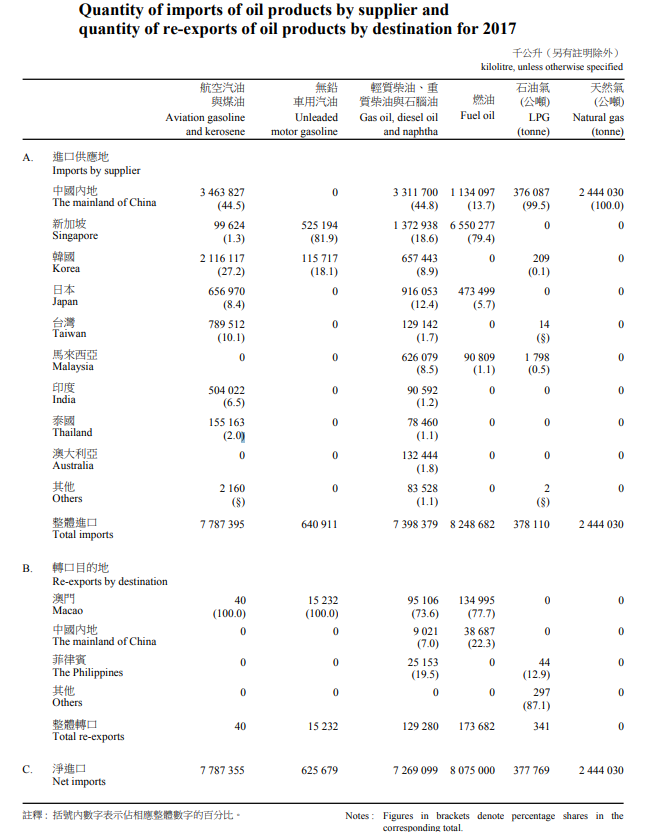 Quantity of imports of oil products by supplier and
quantity of re-exports of oil products by destination for 2017
千公升（另有註明除外）
kilolitre, unless otherwise specified
航空汽油 無鉛 輕質柴油、重 石油氣 天然氣
與煤油 車用汽油 質柴油與石腦油 燃油 (公噸) (公噸)
Aviation gasoline Unleaded Gas oil, diesel oil Fuel oil LPG Natural gas
and kerosene motor gasoline and naphtha (tonne) (tonne)
A. 進口供應地
Imports by supplier
中國內地 3 463 827 0 3 311 700 1 134 097 376 087 2 444 030
The mainland of China (44.5) (44.8) (13.7) (99.5) (100.0)
新加坡 99 624 525 194 1 372 938 6 550 277 0 0
Singapore (1.3) (81.9) (18.6) (79.4)
韓國 2 116 117 115 717 657 443 0 209 0
Korea (27.2) (18.1) (8.9) (0.1)
日本 656 970 0 916 053 473 499 0 0
Japan (8.4) (12.4) (5.7)
台灣 789 512 0 129 142 0 14 0
Taiwan (10.1) (1.7) (§)
馬來西亞 0 0 626 079 90 809 1 798 0
Malaysia (8.5) (1.1) (0.5)
印度 504 022 0 90 592 0 0 0
India (6.5) (1.2)
泰國 155 163 0 78 460 0 0 0
Thailand (2.0) (1.1)
澳大利亞 0 0 132 444 0 0 0
Australia (1.8)
其他 2 160 0 83 528 0 2 0
Others (§) (1.1) (§)
整體進口 7 787 395 640 911 7 398 379 8 248 682 378 110 2 444 030
Total imports
B. 轉口目的地
Re-exports by destination
澳門 40 15 232 95 106 134 995 0 0
Macao (100.0) (100.0) (73.6) (77.7)
中國內地 0 0 9 021 38 687 0 0
The mainland of China (7.0) (22.3)
菲律賓 0 0 25 153 0 44 0
The Philippines (19.5) (12.9)
其他 0 0 0 0 297 0
Others (87.1)
整體轉口 40 15 232 129 280 173 682 341 0
Total re-exports
C. 淨進口 7 787 355 625 679 7 269 099 8 075 000 377 769 2 444 030
Net imports
註釋： 括號內數字表示佔相應整體數字的百分比。 Notes : Figures in brackets denote percentage shares in the
corresponding total.